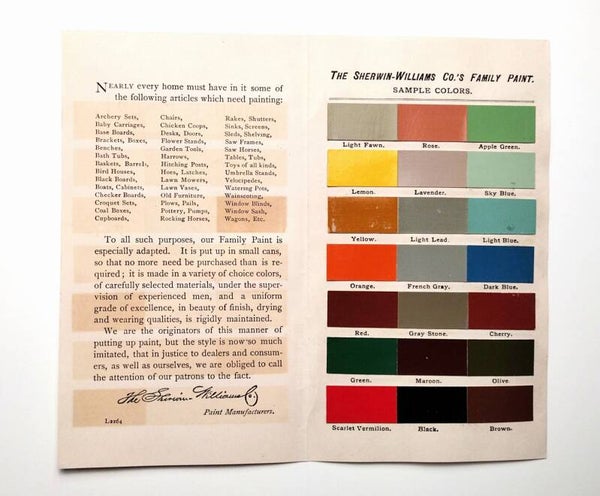 NEARLY every home must have in it some of
the following articles which need painting:
Archery Sets,
Baby Carriages,
Base Boards,
Brackets, Boxes,
Benches,
Bath Tubs,
Baskets, Barrels,
Bird Houses,
Black Boards,
Boats, Cabinets,
Checker Boards,
Croquet Sets,
Coal Boxes,
Cupboards,
Chairs,
Chicken Coops,
Desks, Doors,
Flower Stands,
Garden Tools,
Harrows,
Hitching Posts,
Hoes, Latches,
Lawn Mowers,
Lawn Vases,
Old Furniture,
Plows, Pails,
Pottery, Pumps,
Rocking Horses,
Rakes, Shutters,
Sinks, Screens,
Sleds, Shelving,
Saw Frames,
Saw Horses,
Tables, Tubs,
Toys of all kinds,
Umbrella Stands,
Velocipedes,
Watering Pots,
Wainscoting,
Window Blinds,
Window Sash,
Wagons, Etc.
To all such purposes, our Family Paint is
especially adapted. It is put up in small cans,
so that no more need be purchased than is re-
quired; it is made in a variety of choice colors,
of carefully selected materials, under the super-
vision of experienced men, and a uniform
grade of excellence, in beauty of finish, drying
and wearing qualities, is rigidly maintained.
We are the originators of this manner of
putting up paint, but the style is now so much
imitated, that in justice to dealers and consum-
ers, as well as ourselves, we are obliged to call
the attention of our patrons to the fact.
The Sherwin-Williams Co.
Paint Manufacturers.
L2264
THE SHERWIN-WILLIAMS CO.'S FAMILY PAINT.
SAMPLE COLORS.
Light Fawn. Rose. Apple Green.
Lemon. Lavender. Sky Blue.
Yellow. Light Lead. Light Blue.
Orange. French Gray. Dark Blue.
Red. Gray Stone. Cherry.
Green. Maroon. Olive.
Scarlet Vermilion. Black. Brown.